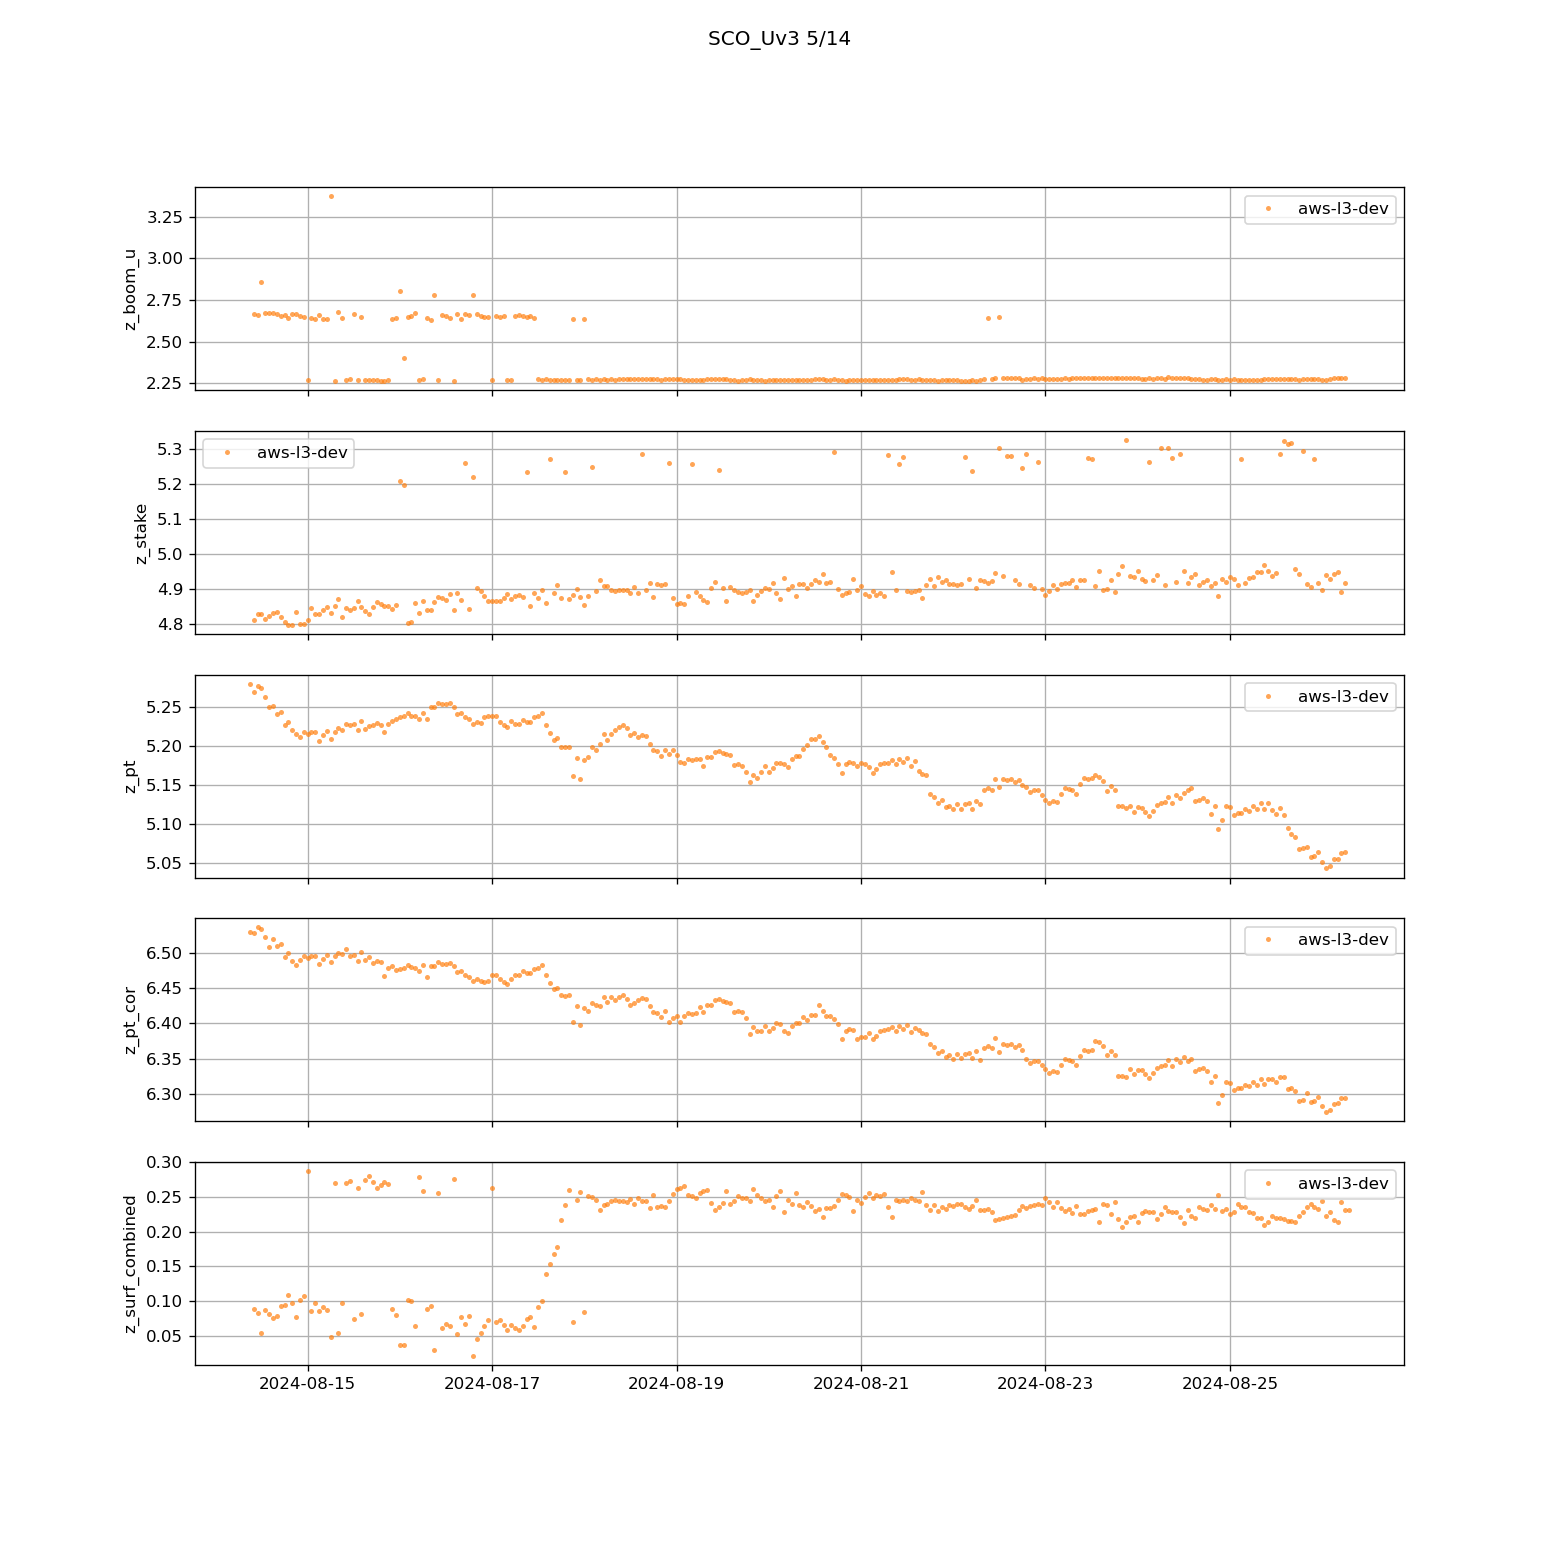 SCO_Uv3 5/14
z_boom_u
3.25
3.00
2.75
2.50
2.25
aws-l3-dev
z_stake
5.3
5.2
5.1
5.0
4.9
4.8
aws-l3-dev
z_pt
5.25
5.20
5.15
5.10
5.05
aws-l3-dev
z_pt_cor
6.50
6.45
6.40
6.35
6.30
aws-l3-dev
z_surf_combined
0.30
0.25
0.20
0.15
0.10
0.05
aws-l3-dev
2024-08-15 2024-08-17 2024-08-19 2024-08-21 2024-08-23 2024-08-25